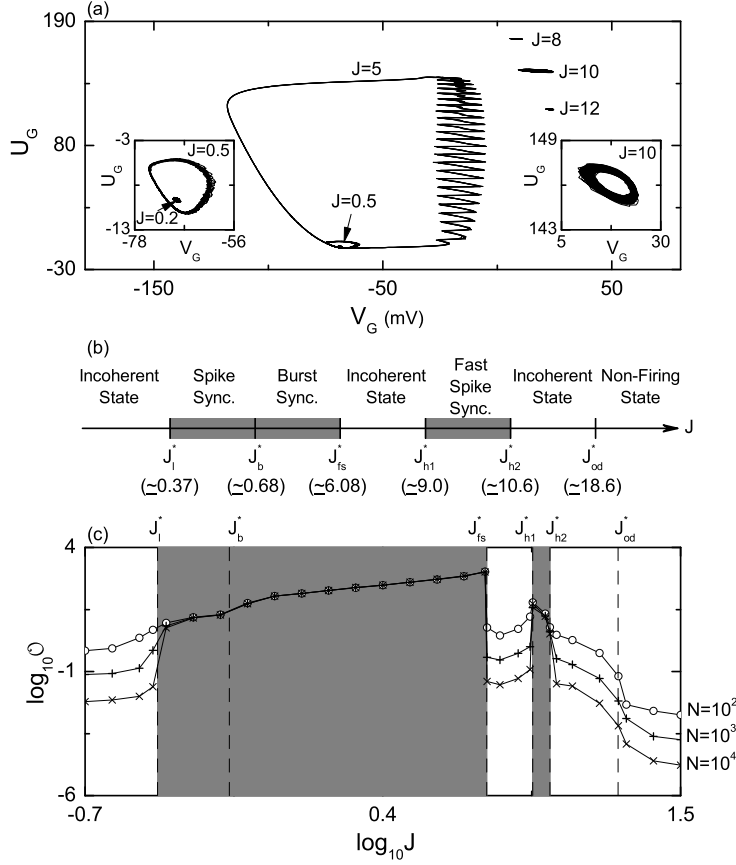 (a)
190
J=8
J=5
J=10
J=12
U_G
80
-3
J=0.5
U_G
J=0.2
-13
-78
-56
V_G
J=0.5
149
J=10
U_G
143
5
30
V_G
-30
-150
-50
50
V_G (mV)
(b)
Incoherent State
Spike Sync.
Burst Sync.
Incoherent State
Fast Spike Sync.
Incoherent State
Non-Firing State
J
J*_l
J*_b
J*_fs
J*_h1
J*_h2
J*_od
(≃0.37)
(≃0.68)
(≃6.08)
(≃9.0)
(≃10.6)
(≃18.6)
(c)
J*_l
J*_b
J*_fs
J*_h1
J*_h2
J*_od
4
log₁₀𝒪
-1
-6
N=10²
N=10³
N=10⁴
-0.7
0.4
1.5
log₁₀J